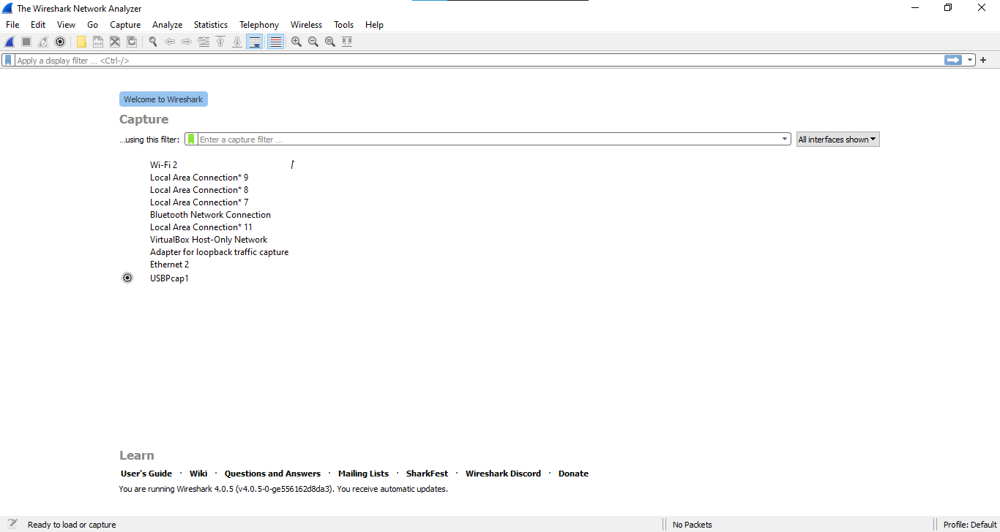 The Wireshark Network Analyzer
File Edit View Go Capture Analyze Statistics Telephony Wireless Tools Help
Apply a display filter ... <Ctrl-/>
Welcome to Wireshark
Capture
...using this filter: Enter a capture filter ... All interfaces shown
Wi-Fi 2
Local Area Connection* 9
Local Area Connection* 8
Local Area Connection* 7
Bluetooth Network Connection
Local Area Connection* 11
VirtualBox Host-Only Network
Adapter for loopback traffic capture
Ethernet 2
USBPcap1
Learn
User's Guide · Wiki · Questions and Answers · Mailing Lists · SharkFest · Wireshark Discord · Donate
You are running Wireshark 4.0.5 (v4.0.5-0-ge556162d8da3). You receive automatic updates.
Ready to load or capture No Packets Profile: Default